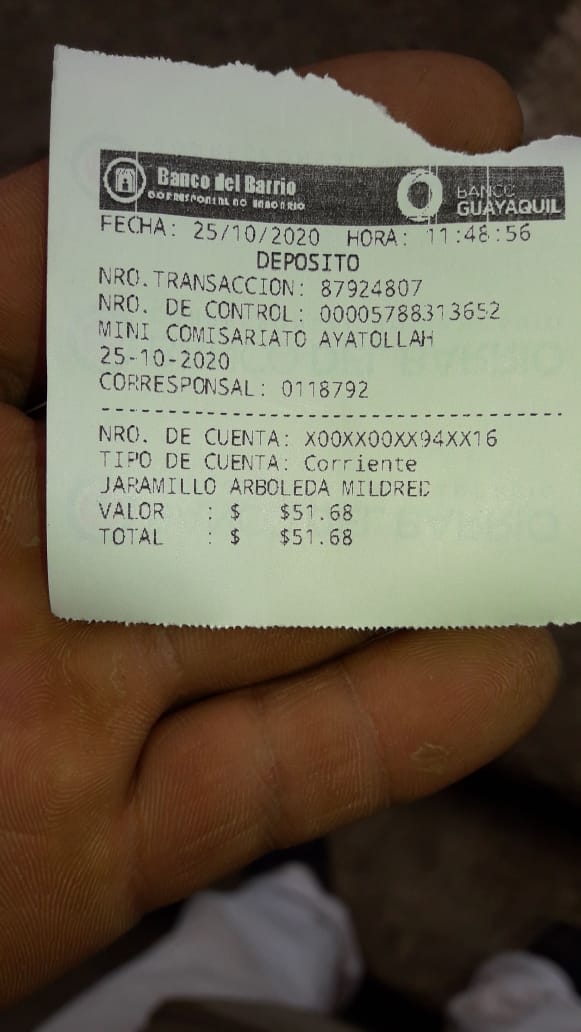 Banco del Barrio
CORRESPONSAL NO BANCARIO
BANCO
GUAYAQUIL
FECHA: 25/10/2020 HORA: 11:48:56
DEPOSITO
NRO.TRANSACCION: 87924807
NRO. DE CONTROL: 00005788313652
MINI COMISARIATO AYATOLLAH
25-10-2020
CORRESPONSAL: 0118792
NRO. DE CUENTA: X00XX00XX94XX16
TIPO DE CUENTA: Corriente
JARAMILLO ARBOLEDA MILDRED
VALOR : $ $51.68
TOTAL : $ $51.68